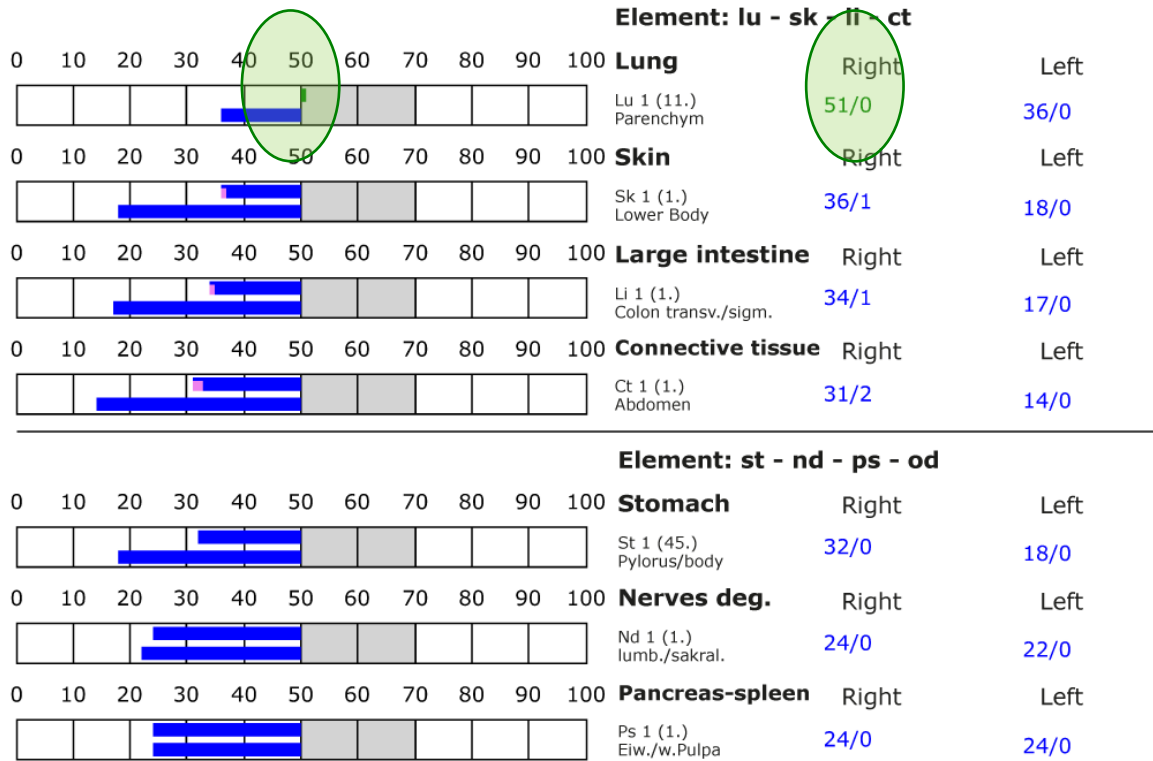 Element: lu - sk - li - ct
0 10 20 30 40 50 60 70 80 90 100 Lung Right Left
Lu 1 (11.) 51/0 36/0
Parenchym
0 10 20 30 40 50 60 70 80 90 100 Skin Right Left
Sk 1 (1.) 36/1 18/0
Lower Body
0 10 20 30 40 50 60 70 80 90 100 Large intestine Right Left
Li 1 (1.) 34/1 17/0
Colon transv./sigm.
0 10 20 30 40 50 60 70 80 90 100 Connective tissue Right Left
Ct 1 (1.) 31/2 14/0
Abdomen
Element: st - nd - ps - od
0 10 20 30 40 50 60 70 80 90 100 Stomach Right Left
St 1 (45.) 32/0 18/0
Pylorus/body
0 10 20 30 40 50 60 70 80 90 100 Nerves deg. Right Left
Nd 1 (1.) 24/0 22/0
lumb./sakral.
0 10 20 30 40 50 60 70 80 90 100 Pancreas-spleen Right Left
Ps 1 (1.) 24/0 24/0
Eiw./w.Pulpa